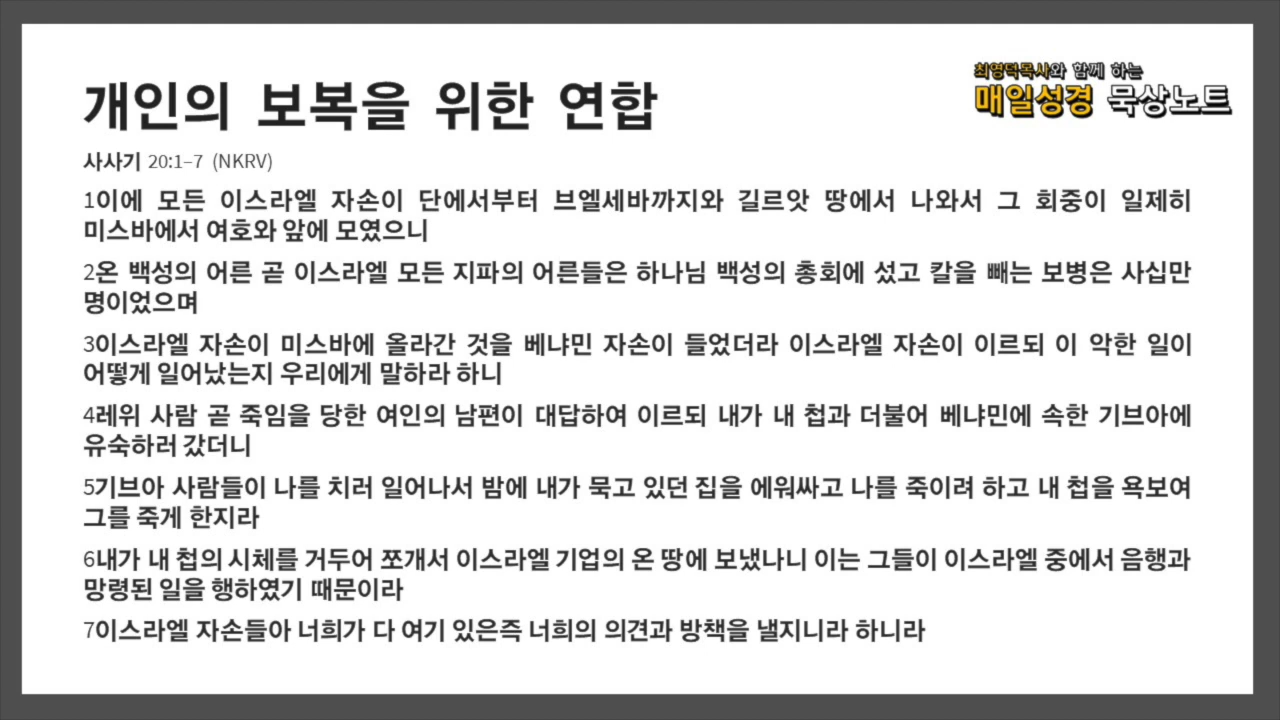 최영덕목사와 함께 하는
매일성경 묵상노트
개인의 보복을 위한 연합
사사기 20:1–7 (NKRV)
1이에 모든 이스라엘 자손이 단에서부터 브엘세바까지와 길르앗 땅에서 나와서 그 회중이 일제히
미스바에서 여호와 앞에 모였으니
2온 백성의 어른 곧 이스라엘 모든 지파의 어른들은 하나님 백성의 총회에 섰고 칼을 빼는 보병은 사십만
명이었으며
3이스라엘 자손이 미스바에 올라간 것을 베냐민 자손이 들었더라 이스라엘 자손이 이르되 이 악한 일이
어떻게 일어났는지 우리에게 말하라 하니
4레위 사람 곧 죽임을 당한 여인의 남편이 대답하여 이르되 내가 내 첩과 더불어 베냐민에 속한 기브아에
유숙하러 갔더니
5기브아 사람들이 나를 치러 일어나서 밤에 내가 묵고 있던 집을 에워싸고 나를 죽이려 하고 내 첩을 욕보여
그를 죽게 한지라
6내가 내 첩의 시체를 거두어 쪼개서 이스라엘 기업의 온 땅에 보냈나니 이는 그들이 이스라엘 중에서 음행과
망령된 일을 행하였기 때문이라
7이스라엘 자손들아 너희가 다 여기 있은즉 너희의 의견과 방책을 낼지니라 하니라